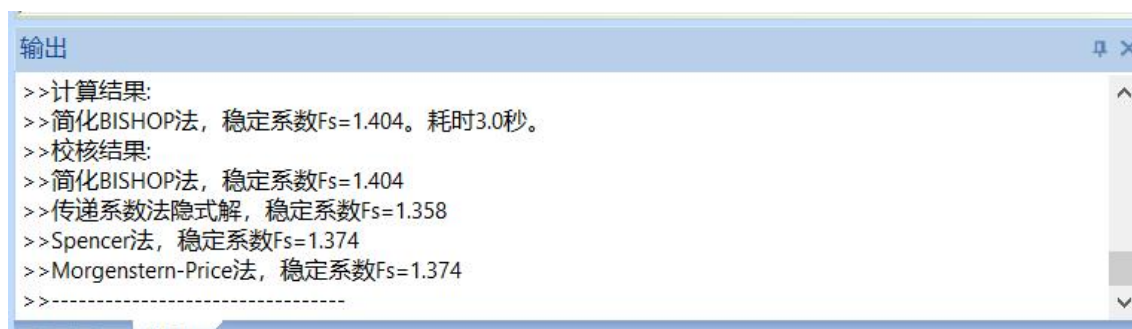 输出
>>计算结果:
>>简化BISHOP法，稳定系数Fs=1.404。耗时3.0秒。
>>校核结果:
>>简化BISHOP法，稳定系数Fs=1.404
>>传递系数法隐式解，稳定系数Fs=1.358
>>Spencer法，稳定系数Fs=1.374
>>Morgenstern-Price法，稳定系数Fs=1.374
>>---------------------------------